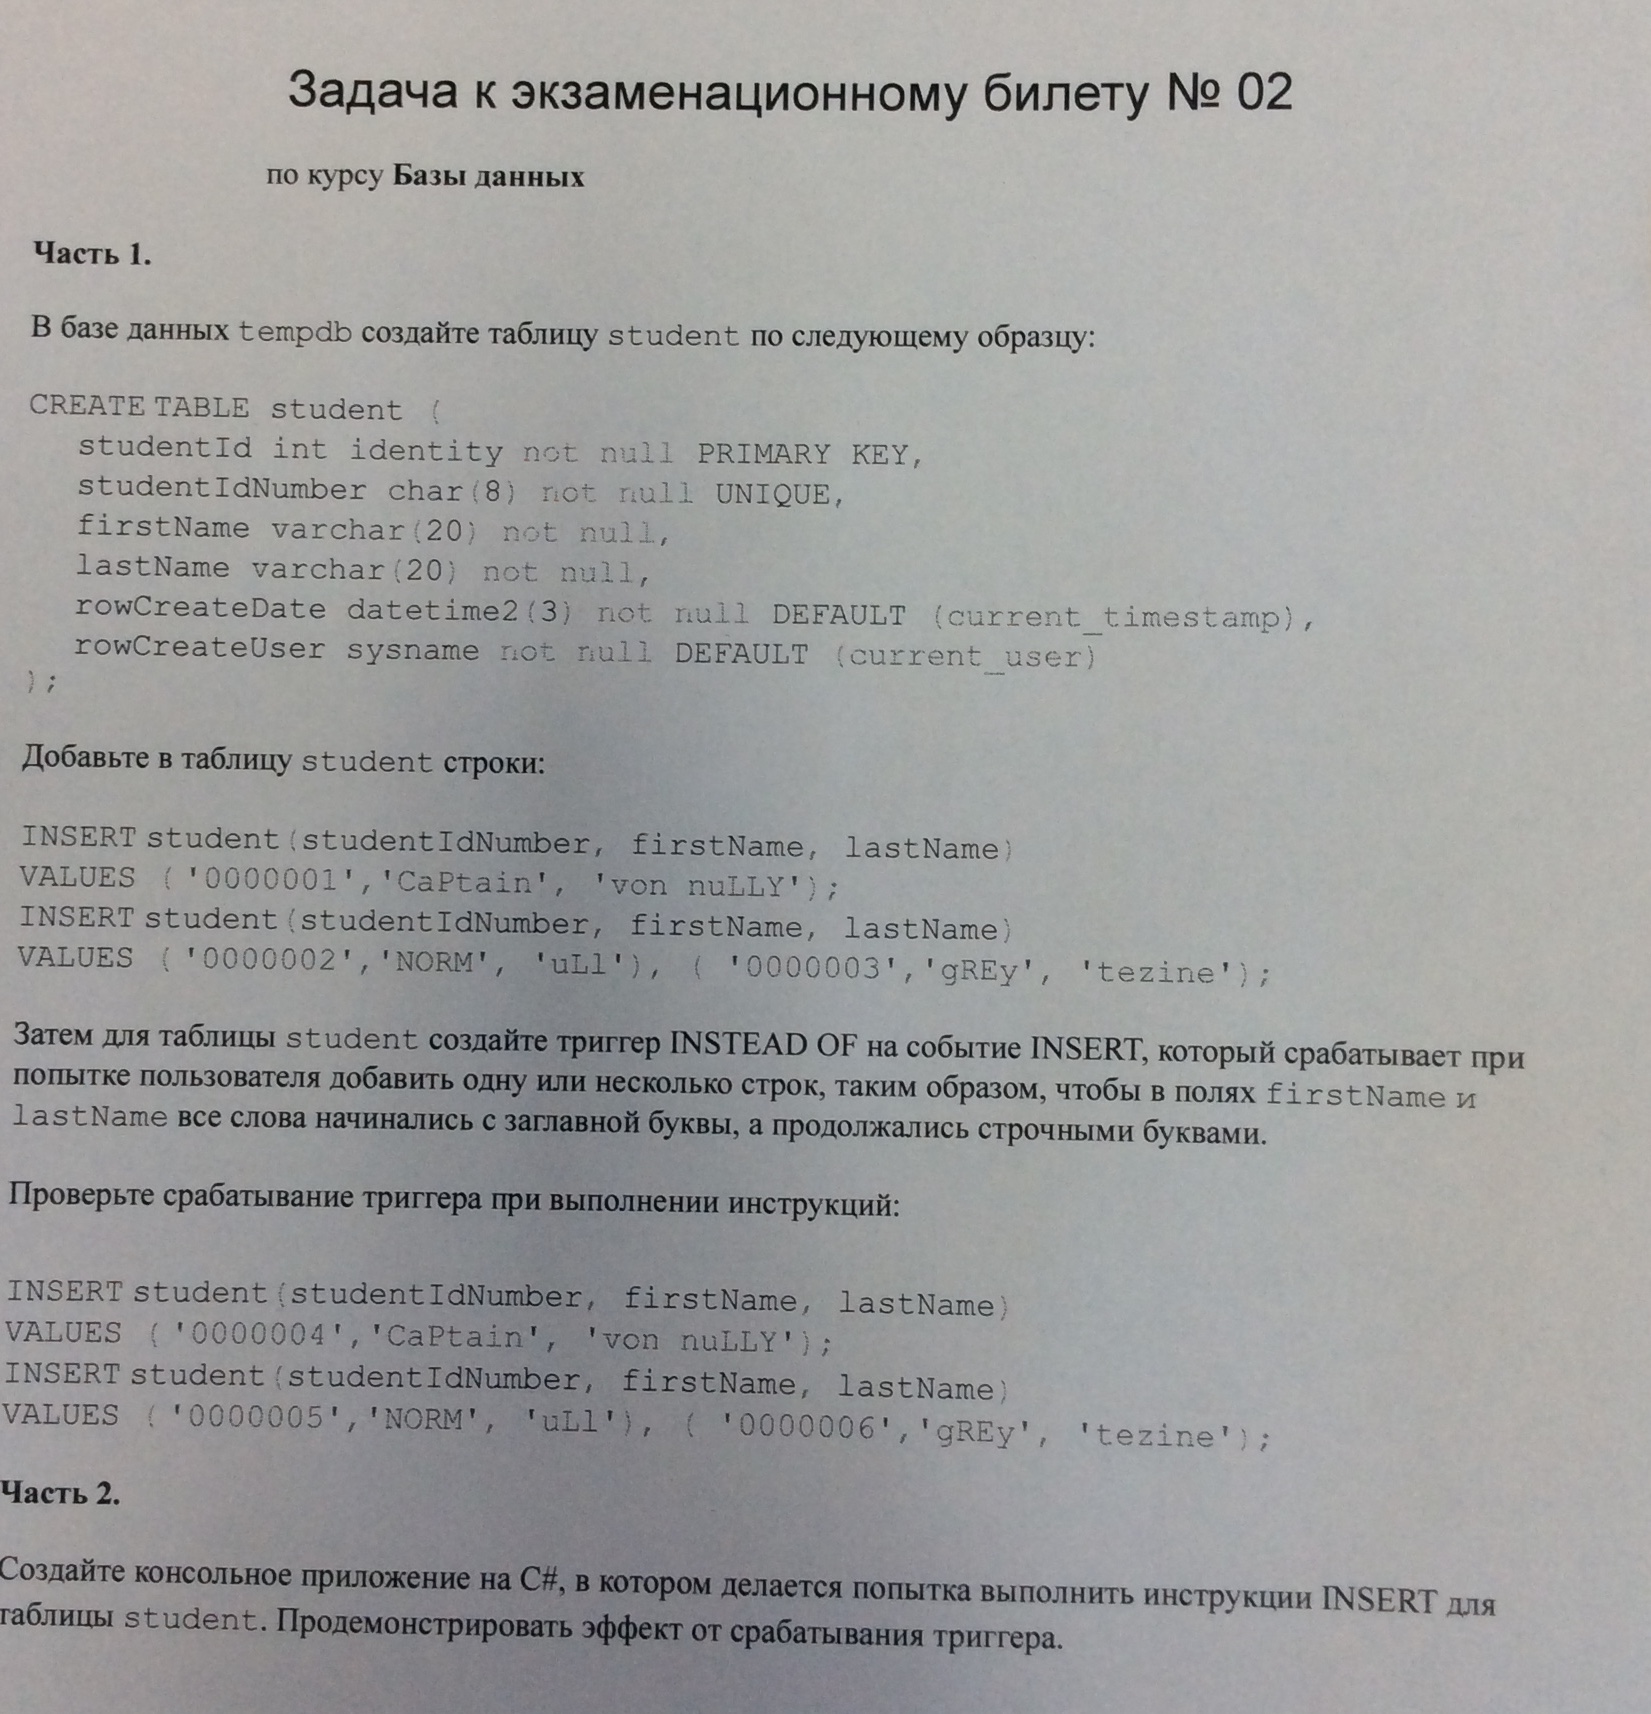 Задача к экзаменационному билету № 02
по курсу Базы данных
Часть 1.
В базе данных tempdb создайте таблицу student по следующему образцу:
CREATE TABLE student (
studentId int identity not null PRIMARY KEY,
studentIdNumber char(8) not null UNIQUE,
firstName varchar(20) not null,
lastName varchar(20) not null,
rowCreateDate datetime2(3) not null DEFAULT (current_timestamp),
rowCreateUser sysname not null DEFAULT (current_user)
);
Добавьте в таблицу student строки:
INSERT student(studentIdNumber, firstName, lastName)
VALUES ('0000001','CaPtain', 'von nuLLY');
INSERT student(studentIdNumber, firstName, lastName)
VALUES ('0000002','NORM', 'uLl'), ( '0000003','gREy', 'tezine');
Затем для таблицы student создайте триггер INSTEAD OF на событие INSERT, который срабатывает при
попытке пользователя добавить одну или несколько строк, таким образом, чтобы в полях firstName и
lastName все слова начинались с заглавной буквы, а продолжались строчными буквами.
Проверьте срабатывание триггера при выполнении инструкций:
INSERT student(studentIdNumber, firstName, lastName)
VALUES ('0000004','CaPtain', 'von nuLLY');
INSERT student(studentIdNumber, firstName, lastName)
VALUES ('0000005','NORM', 'uLl'), ( '0000006','gREy', 'tezine');
Часть 2.
Создайте консольное приложение на C#, в котором делается попытка выполнить инструкции INSERT для
таблицы student. Продемонстрировать эффект от срабатывания триггера.